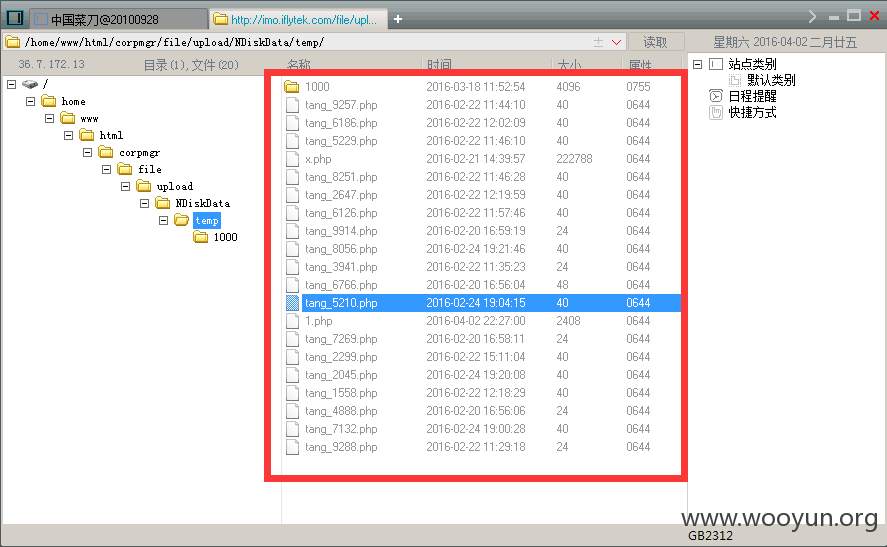 中国菜刀@20100928
http://imo.iflytek.com/file/upl...
/home/www/html/corpmgr/file/upload/NDiskData/temp/
读取
星期六 2016-04-02 二月廿五
36.7.172.13
目录(1),文件(20)
名称 时间 大小 属性
/
home
www
html
corpmgr
file
upload
NDiskData
temp
1000
1000 2016-03-18 11:52:54 4096 0755
tang_9257.php 2016-02-22 11:44:10 40 0644
tang_6186.php 2016-02-22 12:02:09 40 0644
tang_5229.php 2016-02-22 11:46:10 40 0644
x.php 2016-02-21 14:39:57 222788 0644
tang_8251.php 2016-02-22 11:46:28 40 0644
tang_2647.php 2016-02-22 12:19:59 40 0644
tang_6126.php 2016-02-22 11:57:46 40 0644
tang_9914.php 2016-02-20 16:59:19 24 0644
tang_8056.php 2016-02-24 19:21:46 40 0644
tang_3941.php 2016-02-22 11:35:23 24 0644
tang_6766.php 2016-02-20 16:56:04 48 0644
tang_5210.php 2016-02-24 19:04:15 40 0644
1.php 2016-04-02 22:27:00 2408 0644
tang_7269.php 2016-02-20 16:58:11 24 0644
tang_2299.php 2016-02-22 15:11:04 40 0644
tang_2045.php 2016-02-24 19:20:08 40 0644
tang_1558.php 2016-02-22 12:18:29 40 0644
tang_4888.php 2016-02-20 16:56:06 24 0644
tang_7132.php 2016-02-24 19:00:28 40 0644
tang_9288.php 2016-02-22 11:29:18 24 0644
站点类别
默认类别
日程提醒
快捷方式
www.wooyun.org
GB2312